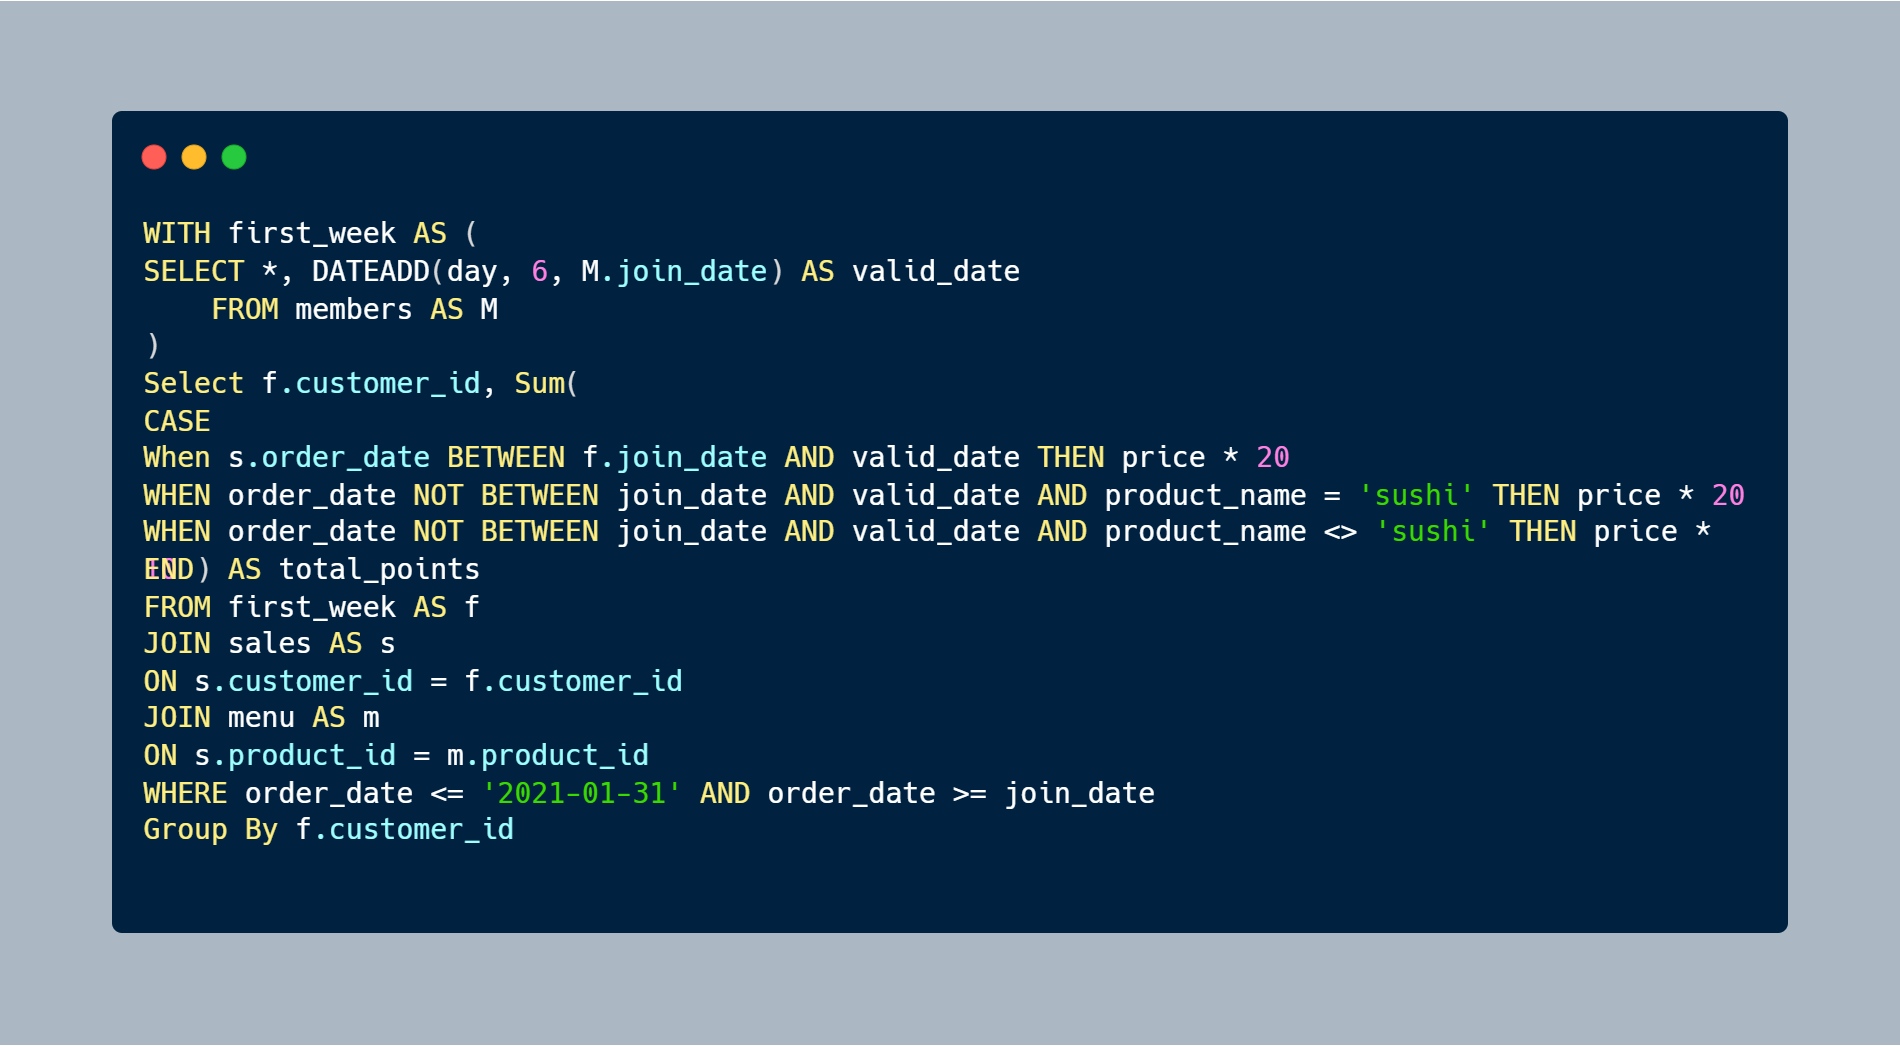 WITH first_week AS (
SELECT *, DATEADD(day, 6, M.join_date) AS valid_date
    FROM members AS M
)
Select f.customer_id, Sum(
CASE
When s.order_date BETWEEN f.join_date AND valid_date THEN price * 20
WHEN order_date NOT BETWEEN join_date AND valid_date AND product_name = 'sushi' THEN price * 20
WHEN order_date NOT BETWEEN join_date AND valid_date AND product_name <> 'sushi' THEN price *
END) AS total_points
FROM first_week AS f
JOIN sales AS s
ON s.customer_id = f.customer_id
JOIN menu AS m
ON s.product_id = m.product_id
WHERE order_date <= '2021-01-31' AND order_date >= join_date
Group By f.customer_id